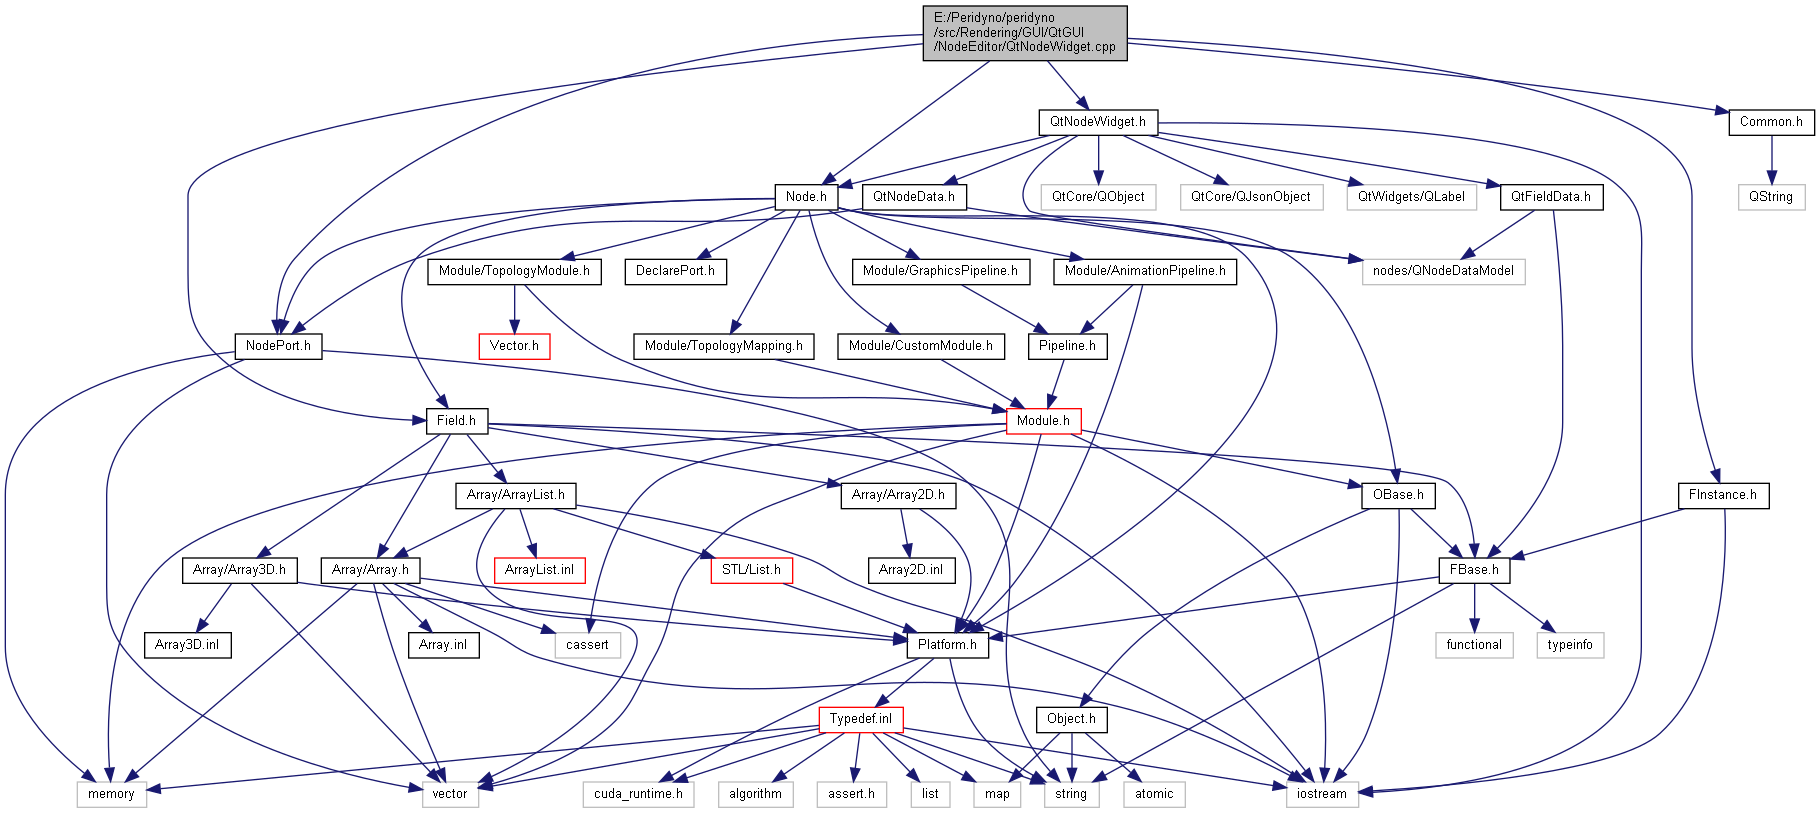 E:/Peridyno/peridyno
/src/Rendering/GUI/QtGUI
/NodeEditor/QtNodeWidget.cpp
QtNodeWidget.h
Common.h
Node.h
QtNodeData.h
QtCore/QObject
QtCore/QJsonObject
QtWidgets/QLabel
QtFieldData.h
QString
Module/TopologyModule.h
DeclarePort.h
Module/GraphicsPipeline.h
Module/AnimationPipeline.h
nodes/QNodeDataModel
NodePort.h
Vector.h
Module/TopologyMapping.h
Module/CustomModule.h
Pipeline.h
Field.h
Module.h
Array/ArrayList.h
Array/Array2D.h
OBase.h
FInstance.h
Array/Array3D.h
Array/Array.h
ArrayList.inl
STL/List.h
Array2D.inl
FBase.h
Array3D.inl
Array.inl
cassert
Platform.h
functional
typeinfo
Typedef.inl
Object.h
memory
vector
cuda_runtime.h
algorithm
assert.h
list
map
string
atomic
iostream